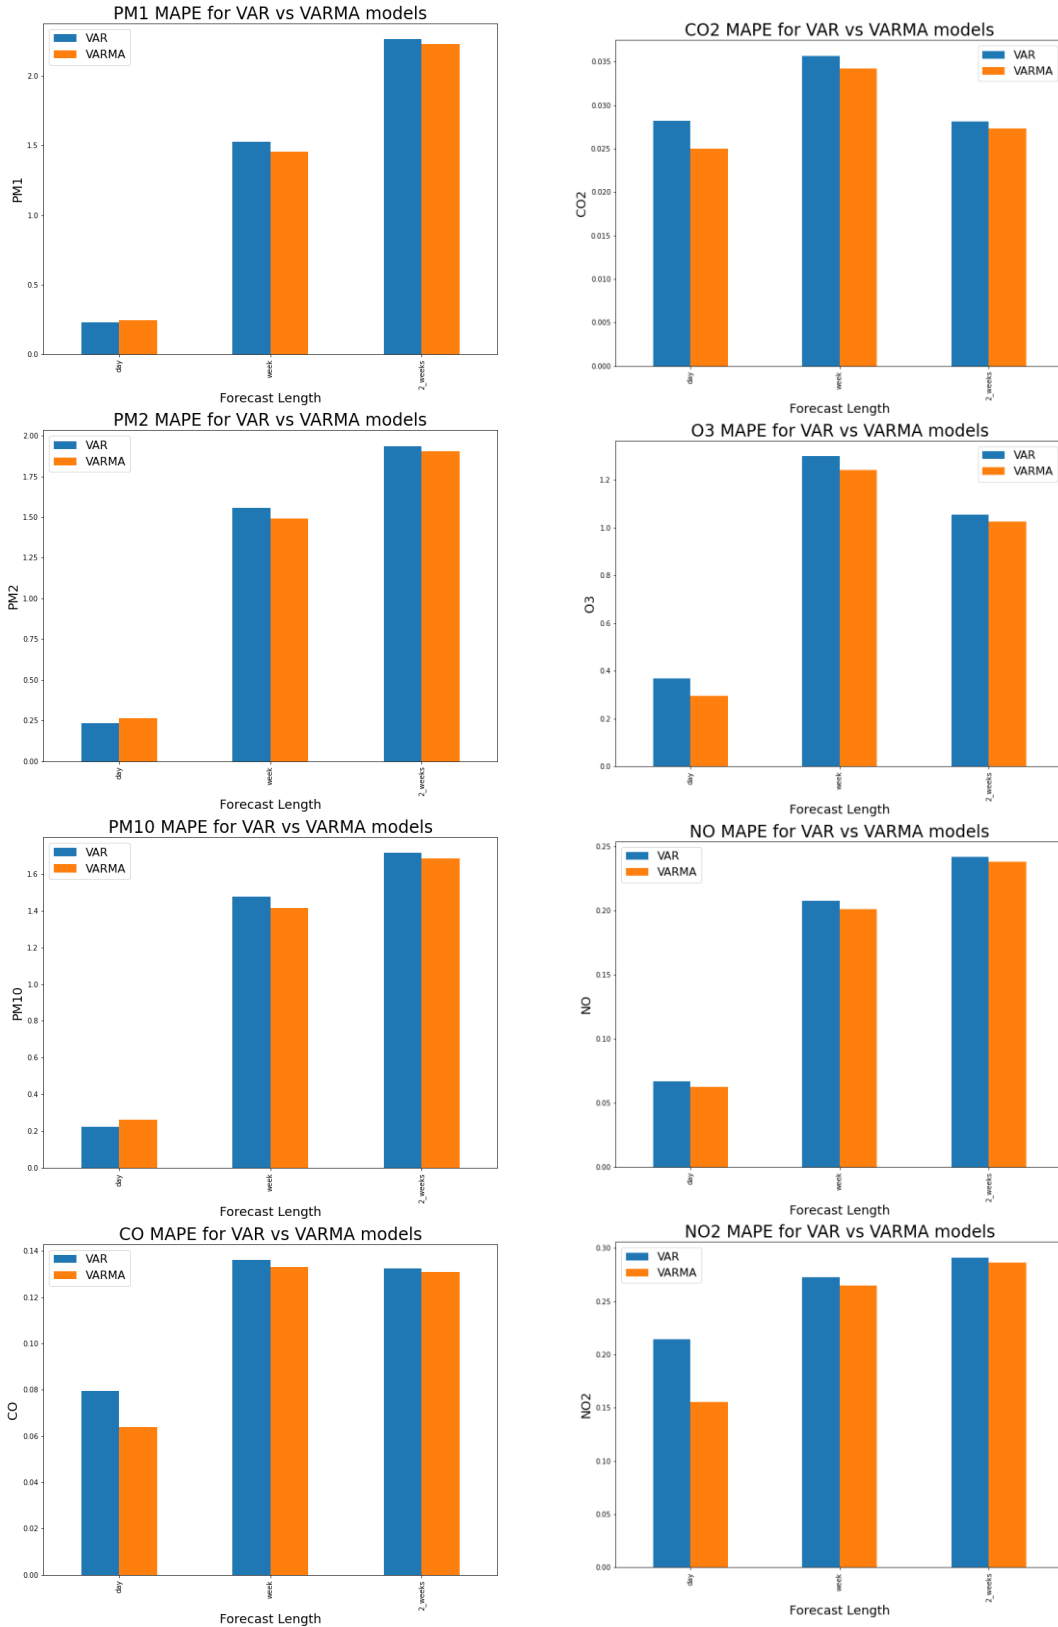 PM1 MAPE for VAR vs VARMA models
VAR
VARMA
2.0
1.5
1.0
0.5
0.0
PM1
day
week
2_weeks
Forecast Length
PM2 MAPE for VAR vs VARMA models
VAR
VARMA
2.00
1.75
1.50
1.25
1.00
0.75
0.50
0.25
0.00
PM2
day
week
2_weeks
Forecast Length
PM10 MAPE for VAR vs VARMA models
VAR
VARMA
1.6
1.4
1.2
1.0
0.8
0.6
0.4
0.2
0.0
PM10
day
week
2_weeks
Forecast Length
CO MAPE for VAR vs VARMA models
VAR
VARMA
0.14
0.12
0.10
0.08
0.06
0.04
0.02
0.00
CO
day
week
2_weeks
Forecast Length
CO2 MAPE for VAR vs VARMA models
VAR
VARMA
0.035
0.030
0.025
0.020
0.015
0.010
0.005
0.000
CO2
day
week
2_weeks
Forecast Length
O3 MAPE for VAR vs VARMA models
VAR
VARMA
1.2
1.0
0.8
0.6
0.4
0.2
0.0
O3
day
week
2_weeks
Forecast Length
NO MAPE for VAR vs VARMA models
VAR
VARMA
0.25
0.20
0.15
0.10
0.05
0.00
NO
day
week
2_weeks
Forecast Length
NO2 MAPE for VAR vs VARMA models
VAR
VARMA
0.30
0.25
0.20
0.15
0.10
0.05
0.00
NO2
day
week
2_weeks
Forecast Length